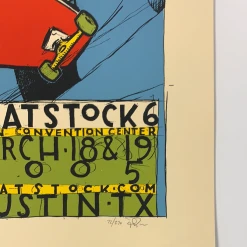 ATSTOCK 6
CONVENTION CENTER
RCH·18&19
005
ATSTOCK.COM
USTIN·TX